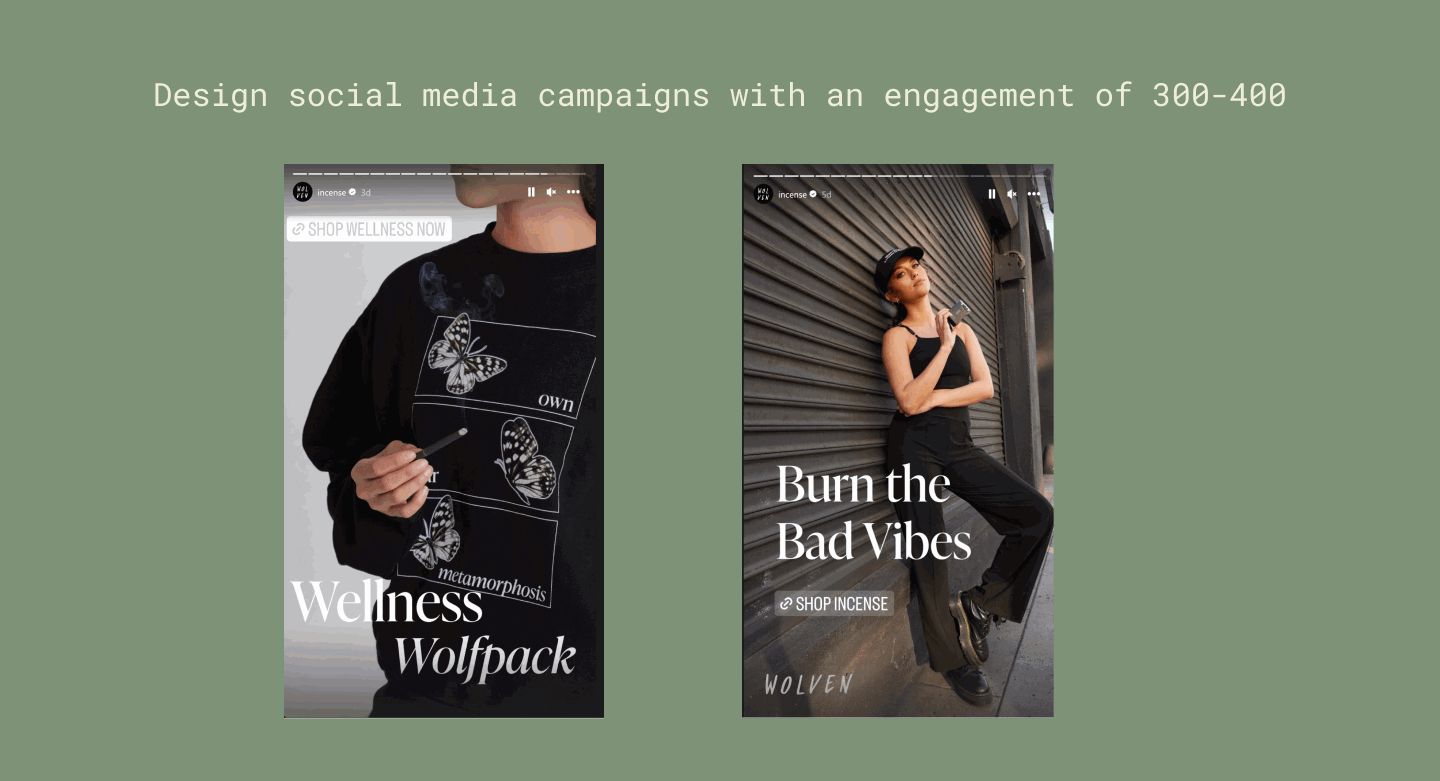 Design social media campaigns with an engagement of 300-400
WOL
VEN
incense 3d
SHOP WELLNESS NOW
own
ur
metamorphosis
Wellness
Wolfpack
WOL
VEN
incense 5d
Burn the
Bad Vibes
SHOP INCENSE
WOLVEN